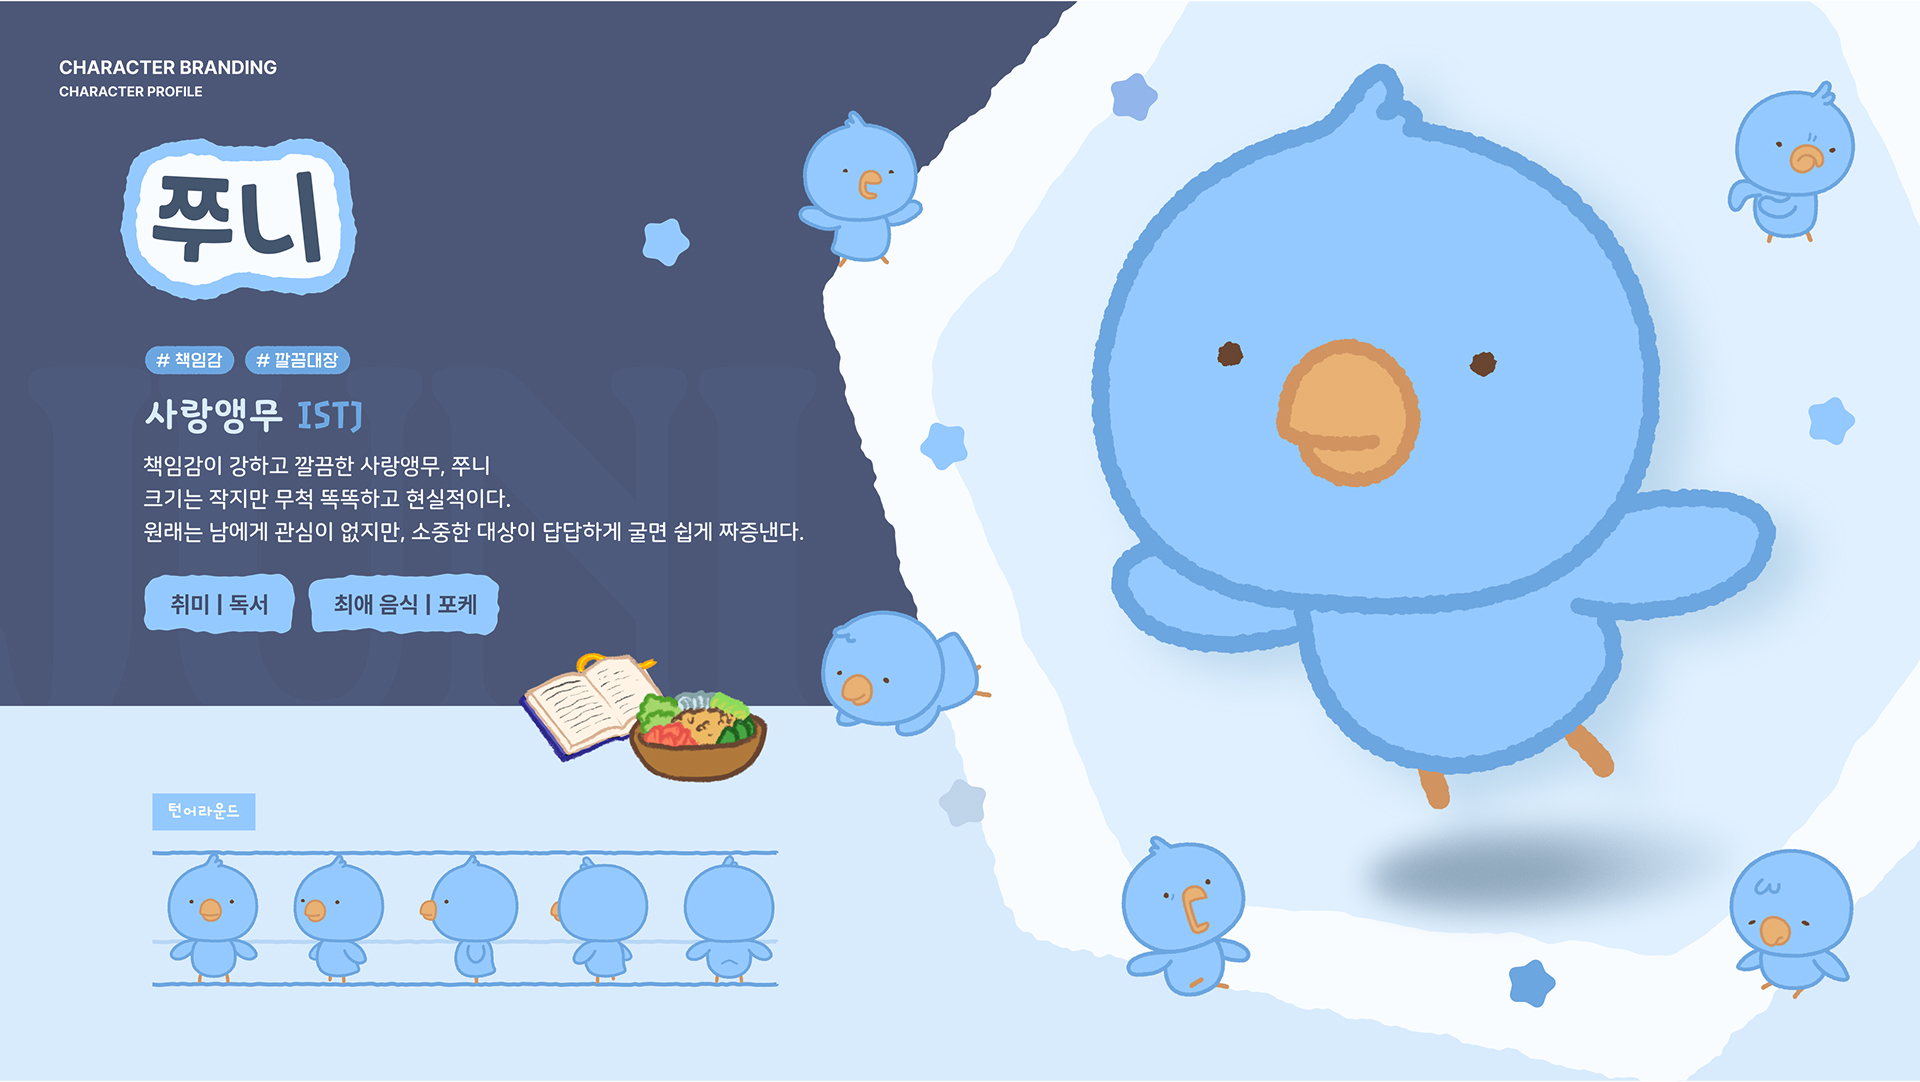 CHARACTER BRANDING
CHARACTER PROFILE
쭈니
# 책임감
# 깔끔대장
사랑앵무 ISTJ
책임감이 강하고 깔끔한 사랑앵무, 쭈니
크기는 작지만 무척 똑똑하고 현실적이다.
원래는 남에게 관심이 없지만, 소중한 대상이 답답하게 굴면 쉽게 짜증낸다.
취미 | 독서
최애 음식 | 포케
턴어라운드